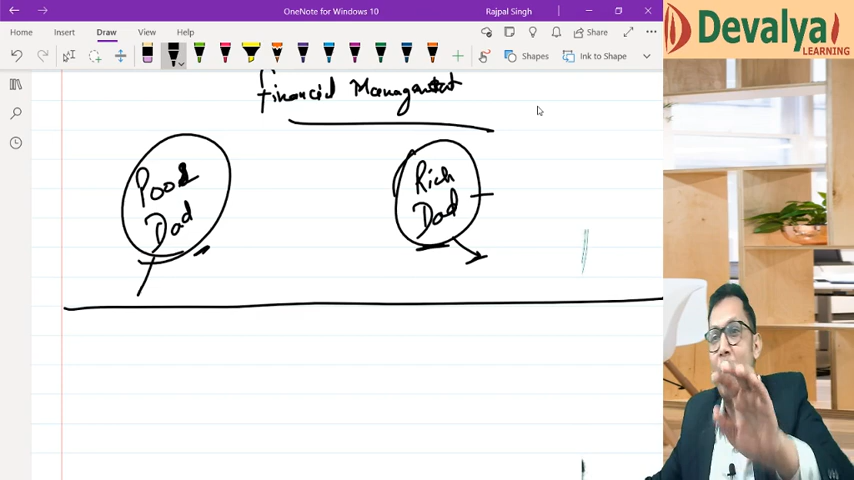 OneNote for Windows 10
Rajpal Singh
Home Insert Draw View Help
Share
Shapes
Ink to Shape
Devalya
LEARNING
Financial Management
Poor
Dad
Rich
Dad